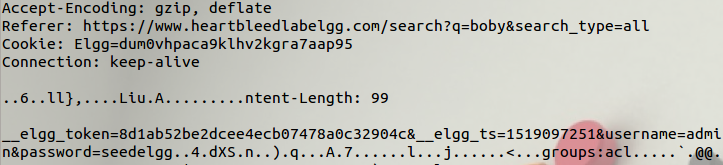 Accept-Encoding: gzip, deflate
Referer: https://www.heartbleedlabelgg.com/search?q=boby&search_type=all
Cookie: Elgg=dum0vhpaca9klhv2kgra7aap95
Connection: keep-alive
..6..ll},....Liu.A.........ntent-Length: 99
__elgg_token=8d1ab52be2dcee4ecb07478a0c32904c&__elgg_ts=1519097251&username=admi
n&password=seedelgg..4.dXS.n..).q...A.7......l...j......<...groups:acl.....`.@@